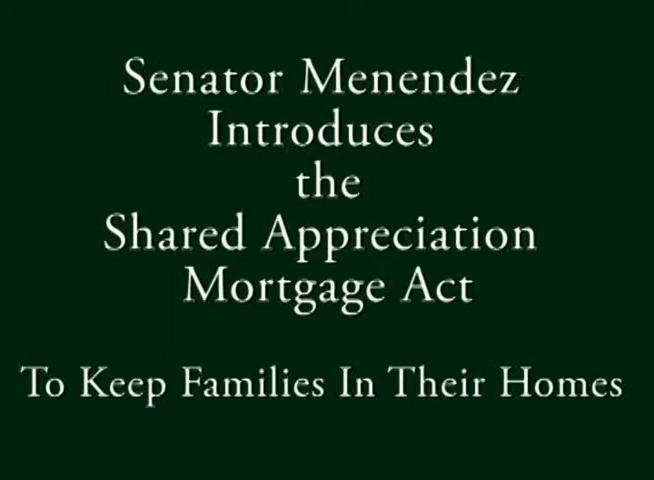 Senator Menendez
Introduces
the
Shared Appreciation
Mortgage Act
To Keep Families In Their Homes